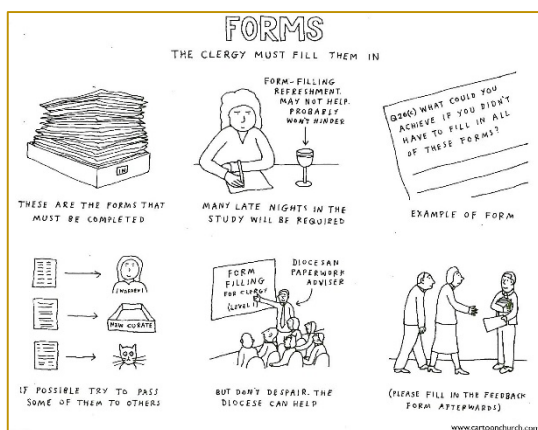 FORMS
THE CLERGY MUST FILL THEM IN
IN
THESE ARE THE FORMS THAT
MUST BE COMPLETED
FORM-FILLING
REFRESHMENT.
MAY NOT HELP.
PROBABLY
WON'T HINDER
MANY LATE NIGHTS IN THE
STUDY WILL BE REQUIRED
Q26(c) WHAT COULD YOU
ACHIEVE IF YOU DIDN'T
HAVE TO FILL IN ALL
OF THESE FORMS?
EXAMPLE OF FORM
WARDEN
NEW CURATE
IF POSSIBLE TRY TO PASS
SOME OF THEM TO OTHERS
FORM
FILLING
FOR CLERGY
(LEVEL 1)
DIOCESAN
PAPERWORK
ADVISER
BUT DON'T DESPAIR. THE
DIOCESE CAN HELP
(PLEASE FILL IN THE FEEDBACK
FORM AFTERWARDS)
www.cartoonchurch.com